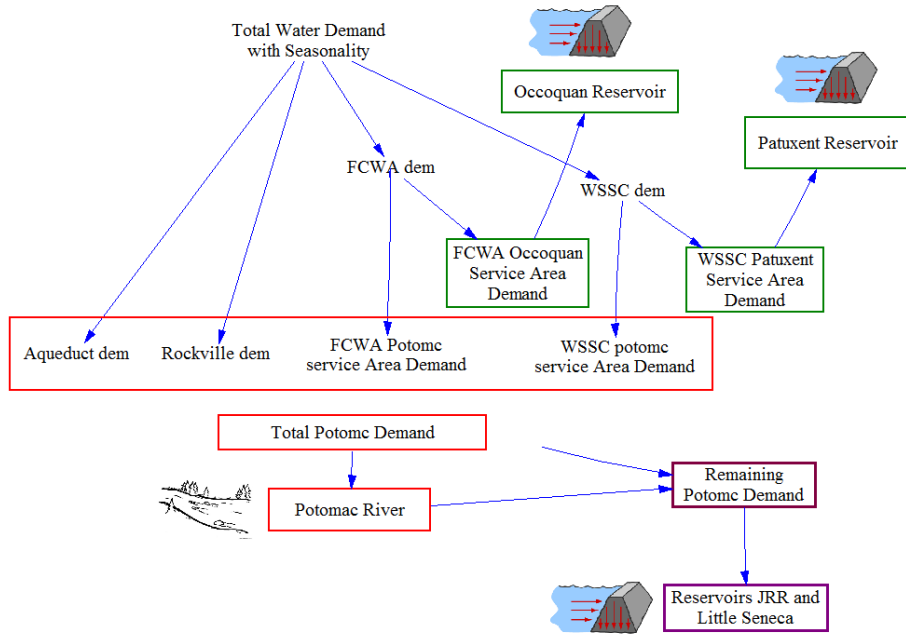 Total Water Demand
with Seasonality
Occoquan Reservoir
Patuxent Reservoir
FCWA dem
WSSC dem
FCWA Occoquan
Service Area
Demand
WSSC Patuxent
Service Area
Demand
Aqueduct dem
Rockville dem
FCWA Potomc
service Area Demand
WSSC potomc
service Area Demand
Total Potomc Demand
Remaining
Potomc Demand
Potomac River
Reservoirs JRR and
Little Seneca